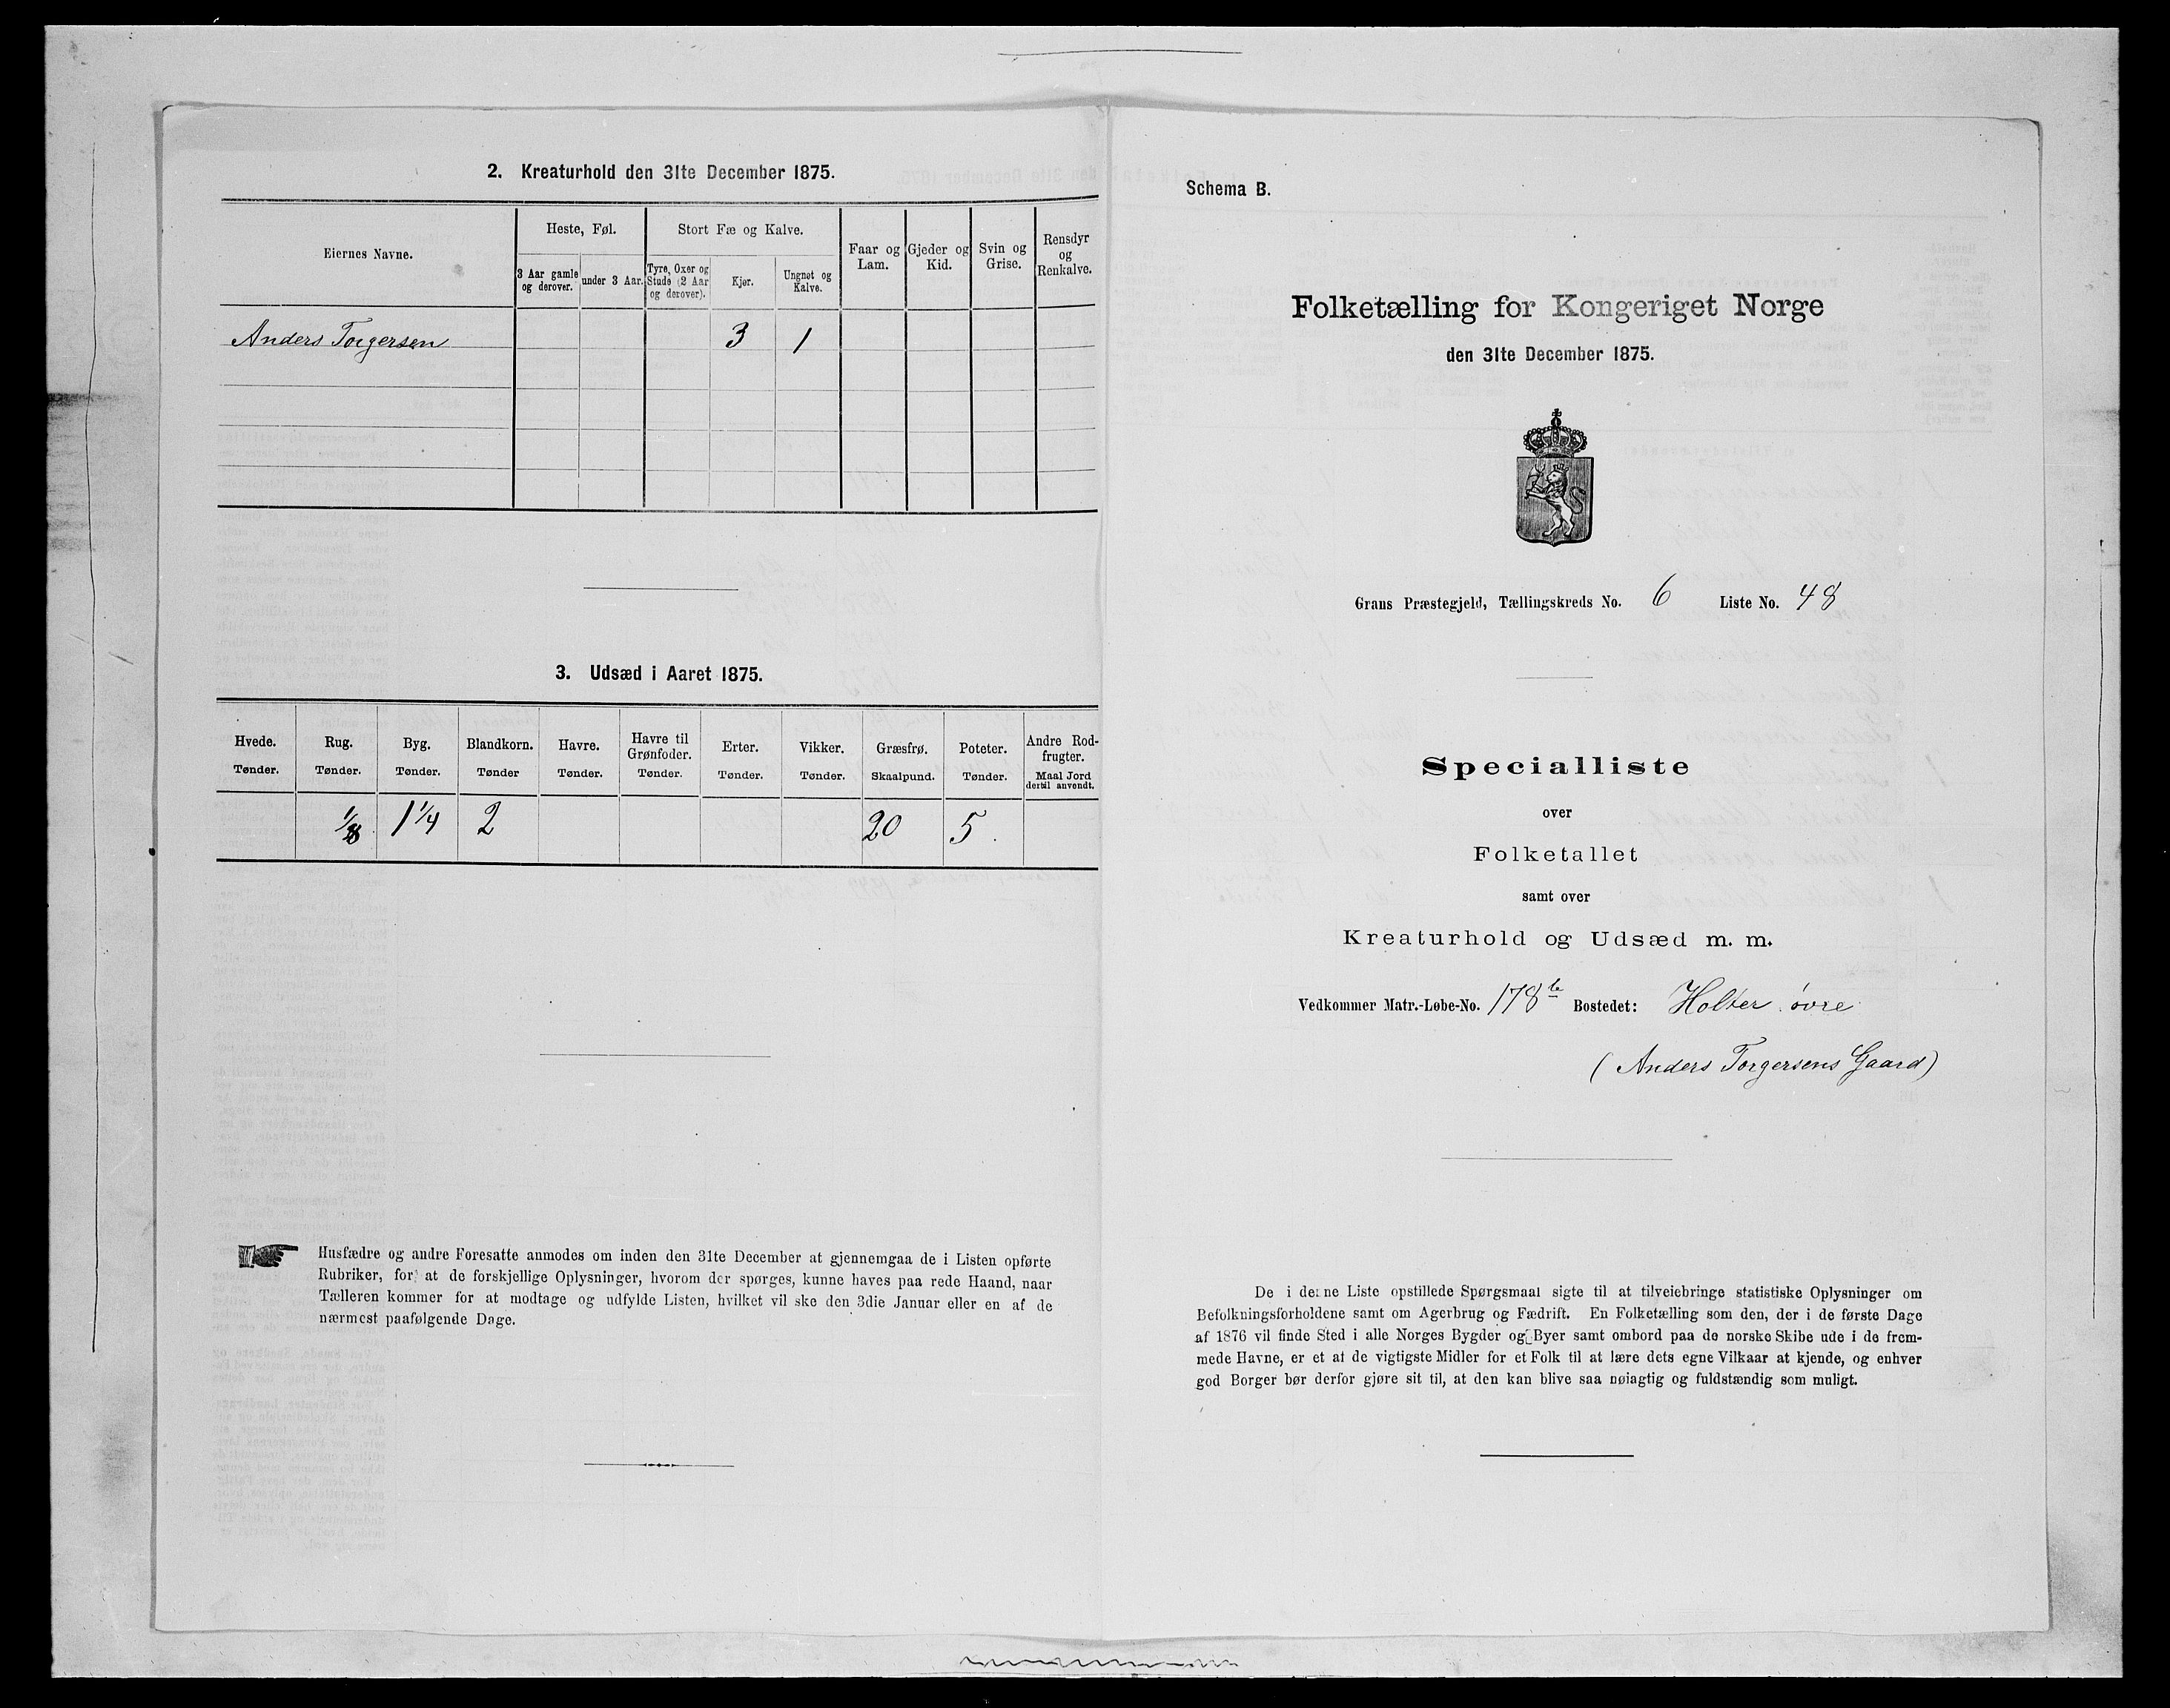 2. Kreaturhold den 31te December 1875.
Eiernes Navne.
Heste, Føl.
Stort Fæ og Kalve.
Faar og Lam.
Gjeder og Kid.
Svin og Grise.
Rensdyr og Renkalve.
3 Aar gamle og derover.
under 3 Aar.
Tyre, Oxer og Stude (2 Aar og derover).
Kjør.
Ungnøt og Kalve.
Anders Torgersen 3 1
3. Udsæd i Aaret 1875.
Hvede. Tønder.
Rug. Tønder.
Byg. Tønder.
Blandkorn. Tønder
Havre. Tønder.
Havre til Grønfoder. Tønder.
Erter. Tønder.
Vikker. Tønder.
Græsfrø. Skaalpund.
Poteter. Tønder.
Andre Rodfrugter. Maal Jord dertil anvendt.
1/8 1 1/4 2 20 5
Husfædre og andre Foresatte anmodes om inden den 31te December at gjennemgaa de i Listen opførte
Rubriker, for at de forskjellige Oplysninger, hvorom der spørges, kunne haves paa rede Haand, naar
Tælleren kommer for at modtage og udfylde Listen, hvilket vil ske den 3die Januar eller en af de
nærmest paafølgende Dage.
Schema B.
Folketælling for Kongeriget Norge
den 31te December 1875.
Grans Præstegjeld, Tællingskreds No. 6 Liste No. 48
Specialliste
over
Folketallet
samt over
Kreaturhold og Udsæd m. m.
Vedkommer Matr.-Løbe-No. 178 b Bostedet: Holter øvre
(Anders Torgersens Gaard)
De i denne Liste opstillede Spørgsmaal sigte til at tilveiebringe statistiske Oplysninger om
Befolkningsforholdene samt om Agerbrug og Fædrift. En Folketælling som den, der i de første Dage
af 1876 vil finde Sted i alle Norges Bygder og Byer samt ombord paa de norske Skibe ude i de frem-
mede Havne, er et af de vigtigste Midler for et Folk til at lære dets egne Vilkaar at kjende, og enhver
god Borger bør derfor gjøre sit til, at den kan blive saa nøiagtig og fuldstændig som muligt.